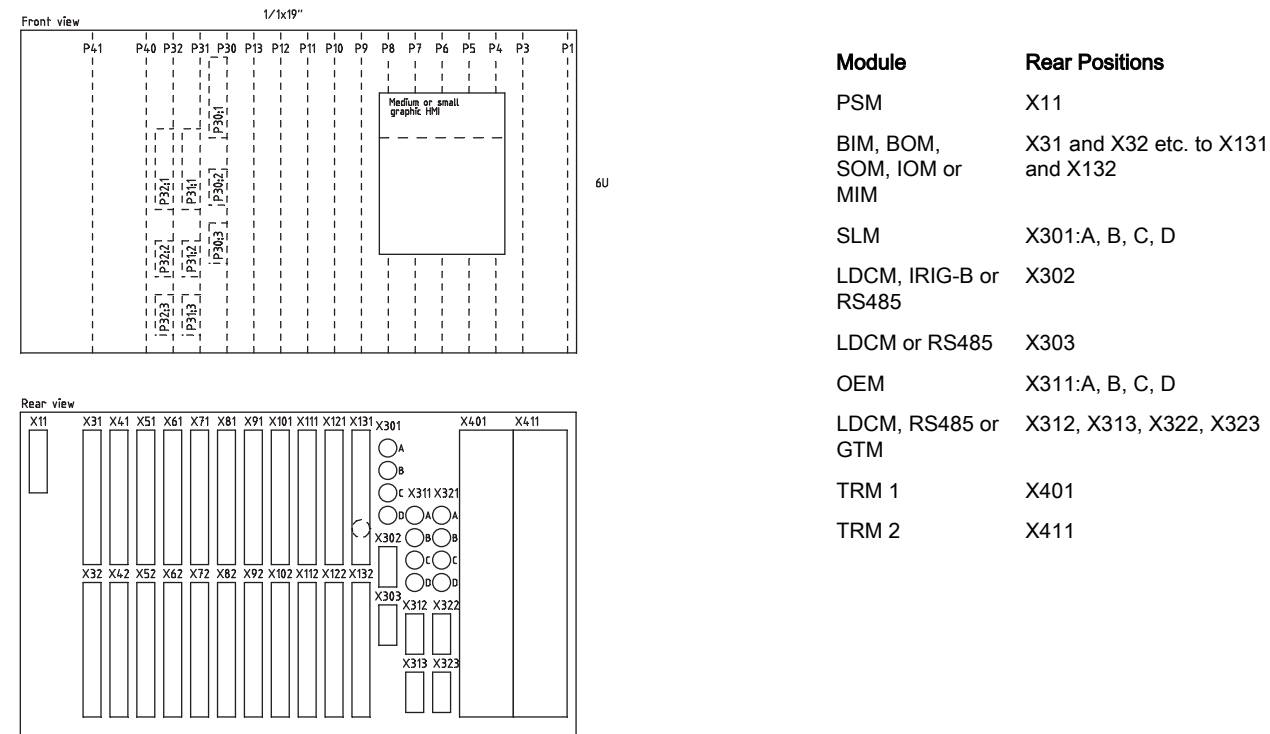 1/1x19"
Front view
P41 P40 P32 P31 P30 P13 P12 P11 P10 P9 P8 P7 P6 P5 P4 P3 P1
Medium or small
graphic HMI
P30:1
P32:1 P31:1 P30:2
P32:2 P31:2 P30:3
P32:3 P31:3
6U
Rear view
X11 X31 X41 X51 X61 X71 X81 X91 X101 X111 X121 X131 X301 X401 X411
A
B
C X311 X321
D A A
X302 B B
C C
D D
X32 X42 X52 X62 X72 X82 X92 X102 X112 X122 X132
X303 X312 X322
X313 X323
Module Rear Positions
PSM X11
BIM, BOM, X31 and X32 etc. to X131
SOM, IOM or and X132
MIM
SLM X301:A, B, C, D
LDCM, IRIG-B or X302
RS485
LDCM or RS485 X303
OEM X311:A, B, C, D
LDCM, RS485 or X312, X313, X322, X323
GTM
TRM 1 X401
TRM 2 X411